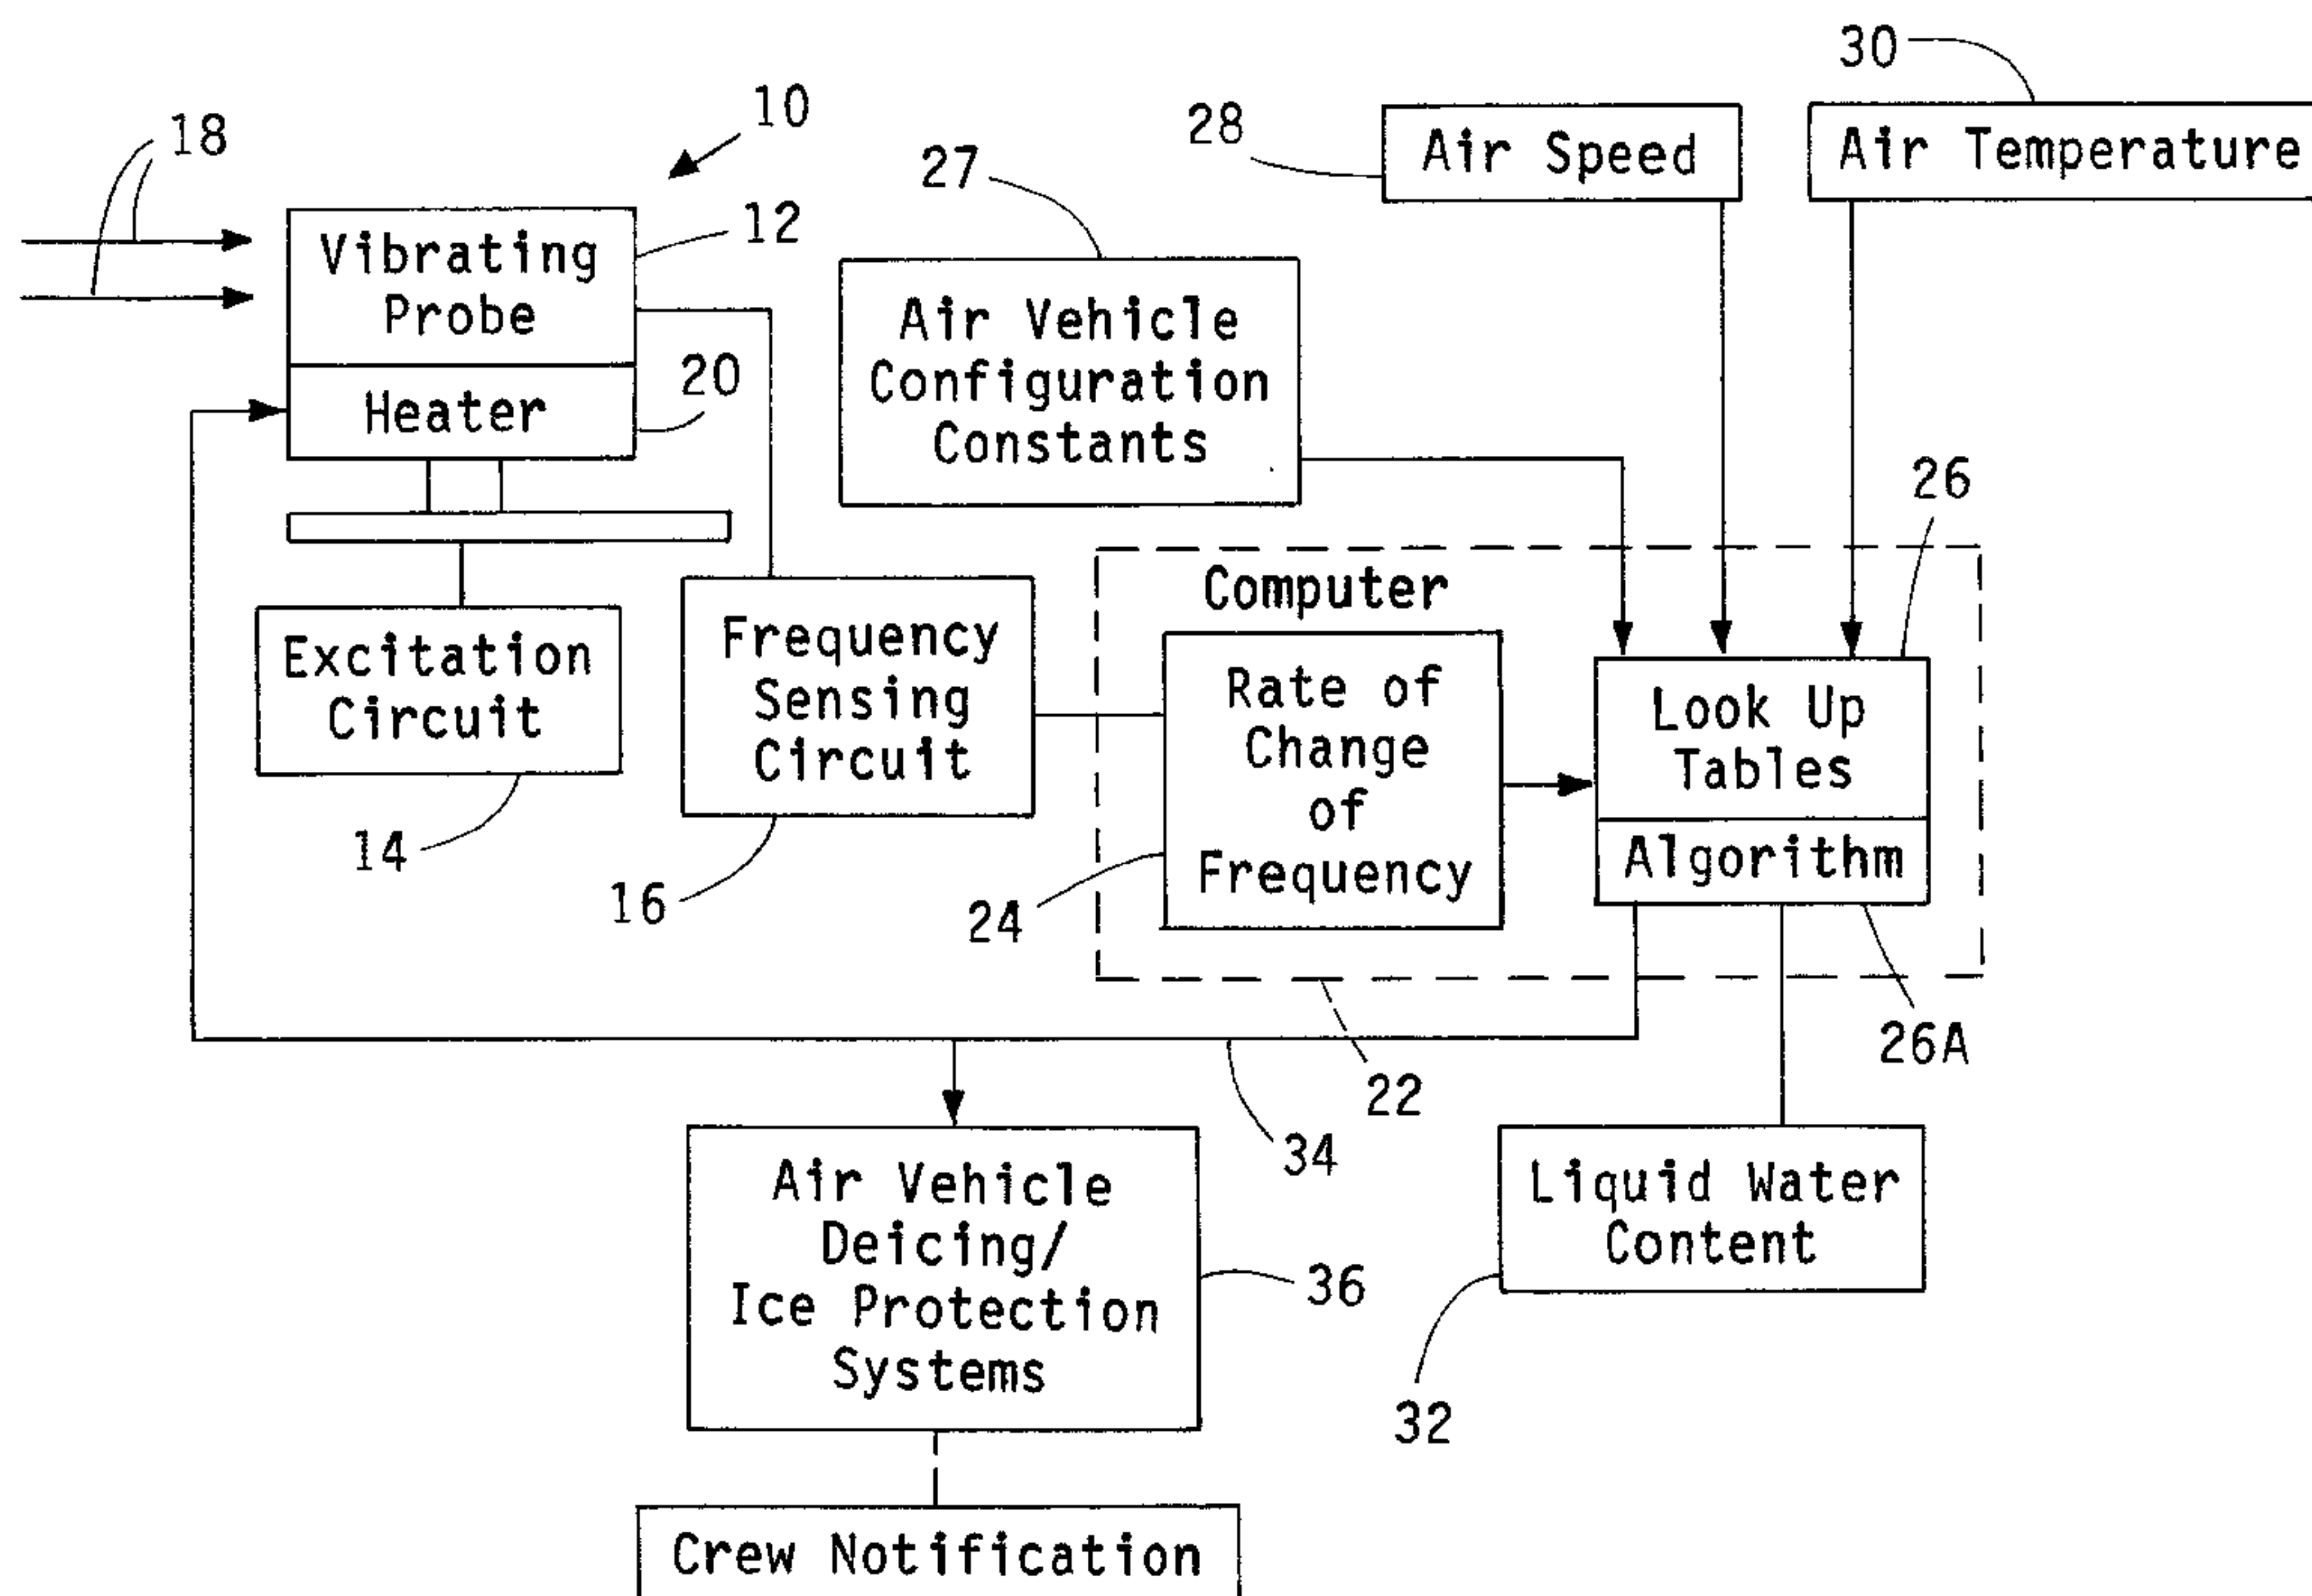 30
10
28
Air Speed
Air Temperature
18
27
12
Vibrating
Probe
Air Vehicle
Configuration
Constants
20
Heater
26
Computer
Excitation
Circuit
Frequency
Sensing
Circuit
Rate of
Change
of
Frequency
Look Up
Tables
Algorithm
14
16
24
26A
22
34
Air Vehicle
Deicing/
Ice Protection
Systems
36
Liquid Water
Content
32
Crew Notification